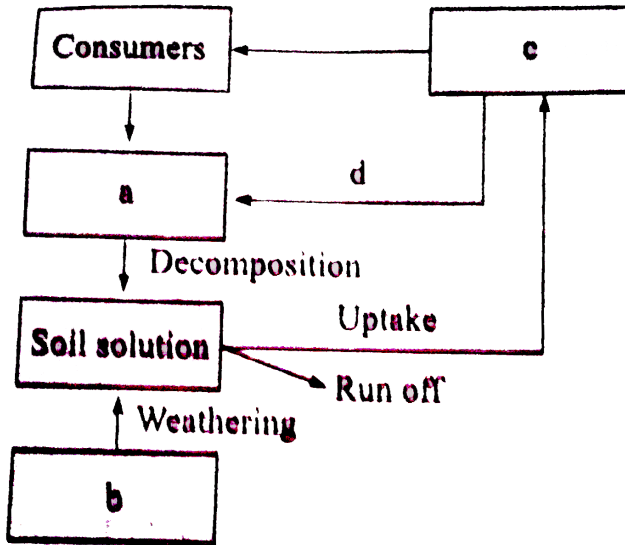 Consumers
c
a
d
Decomposition
Soil solution
Uptake
Run off
Weathering
b